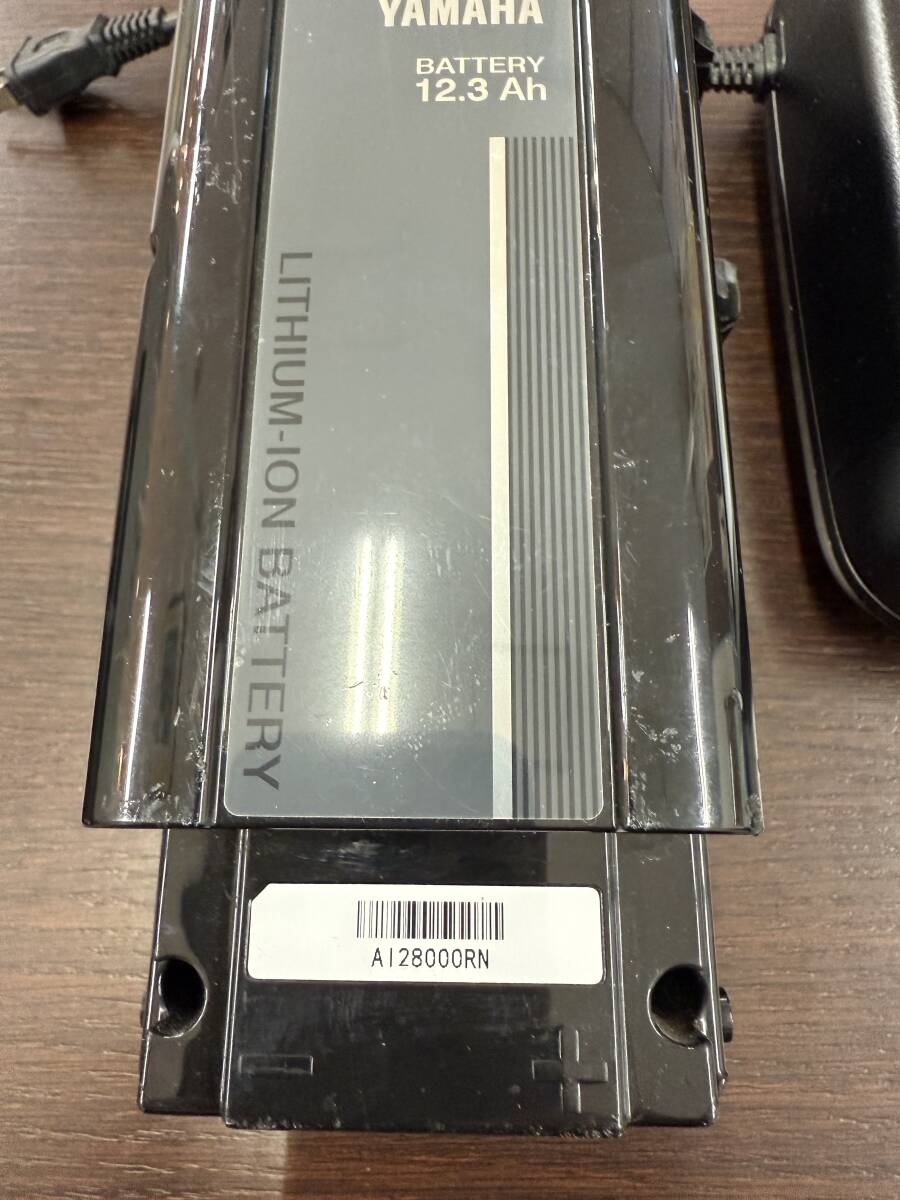 YAMAHA
BATTERY
12.3 Ah
LITHIUM-ION BATTERY
AI28000RN
- +